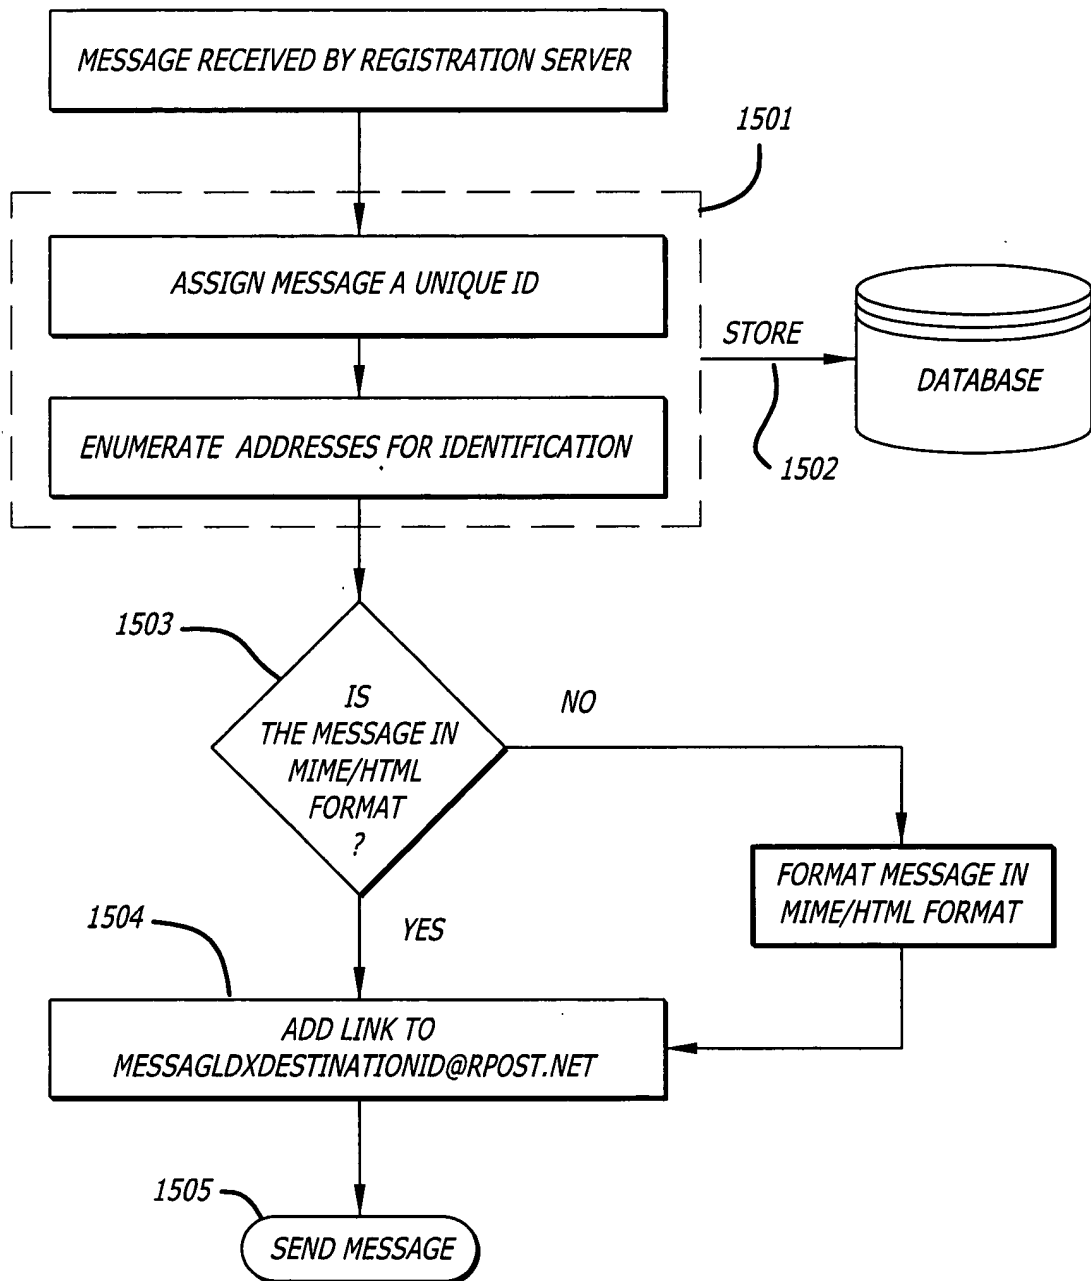 MESSAGE RECEIVED BY REGISTRATION SERVER
1501
ASSIGN MESSAGE A UNIQUE ID
STORE
DATABASE
ENUMERATE ADDRESSES FOR IDENTIFICATION
1502
1503
IS
THE MESSAGE IN
MIME/HTML
FORMAT
?
NO
FORMAT MESSAGE IN
MIME/HTML FORMAT
1504
YES
ADD LINK TO
MESSAGLDXDESTINATIONID@RPOST.NET
1505
SEND MESSAGE